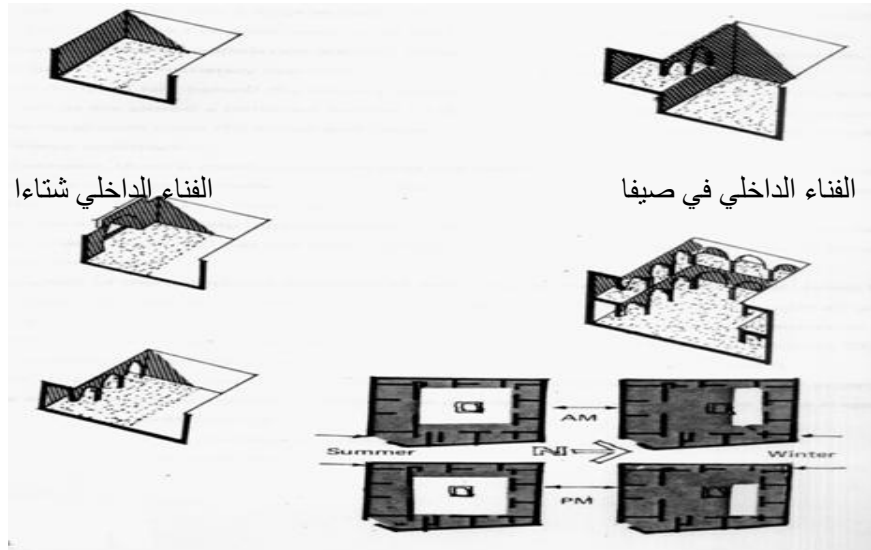 الفناء الداخلي في صيفا
الفناء الداخلي شتاءا
AM
Summer
N
Winter
PM